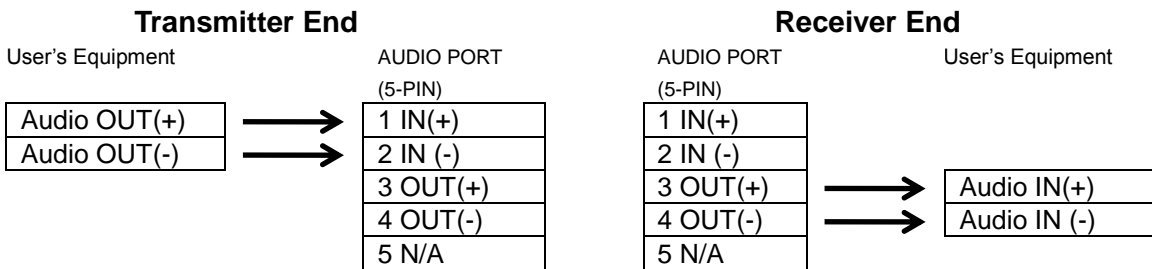 Transmitter End
User's Equipment
AUDIO PORT
(5-PIN)
Audio OUT(+)
Audio OUT(-)
1 IN(+)
2 IN (-)
3 OUT(+)
4 OUT(-)
5 N/A
Receiver End
AUDIO PORT
(5-PIN)
User's Equipment
1 IN(+)
2 IN (-)
3 OUT(+)
4 OUT(-)
5 N/A
Audio IN(+)
Audio IN (-)